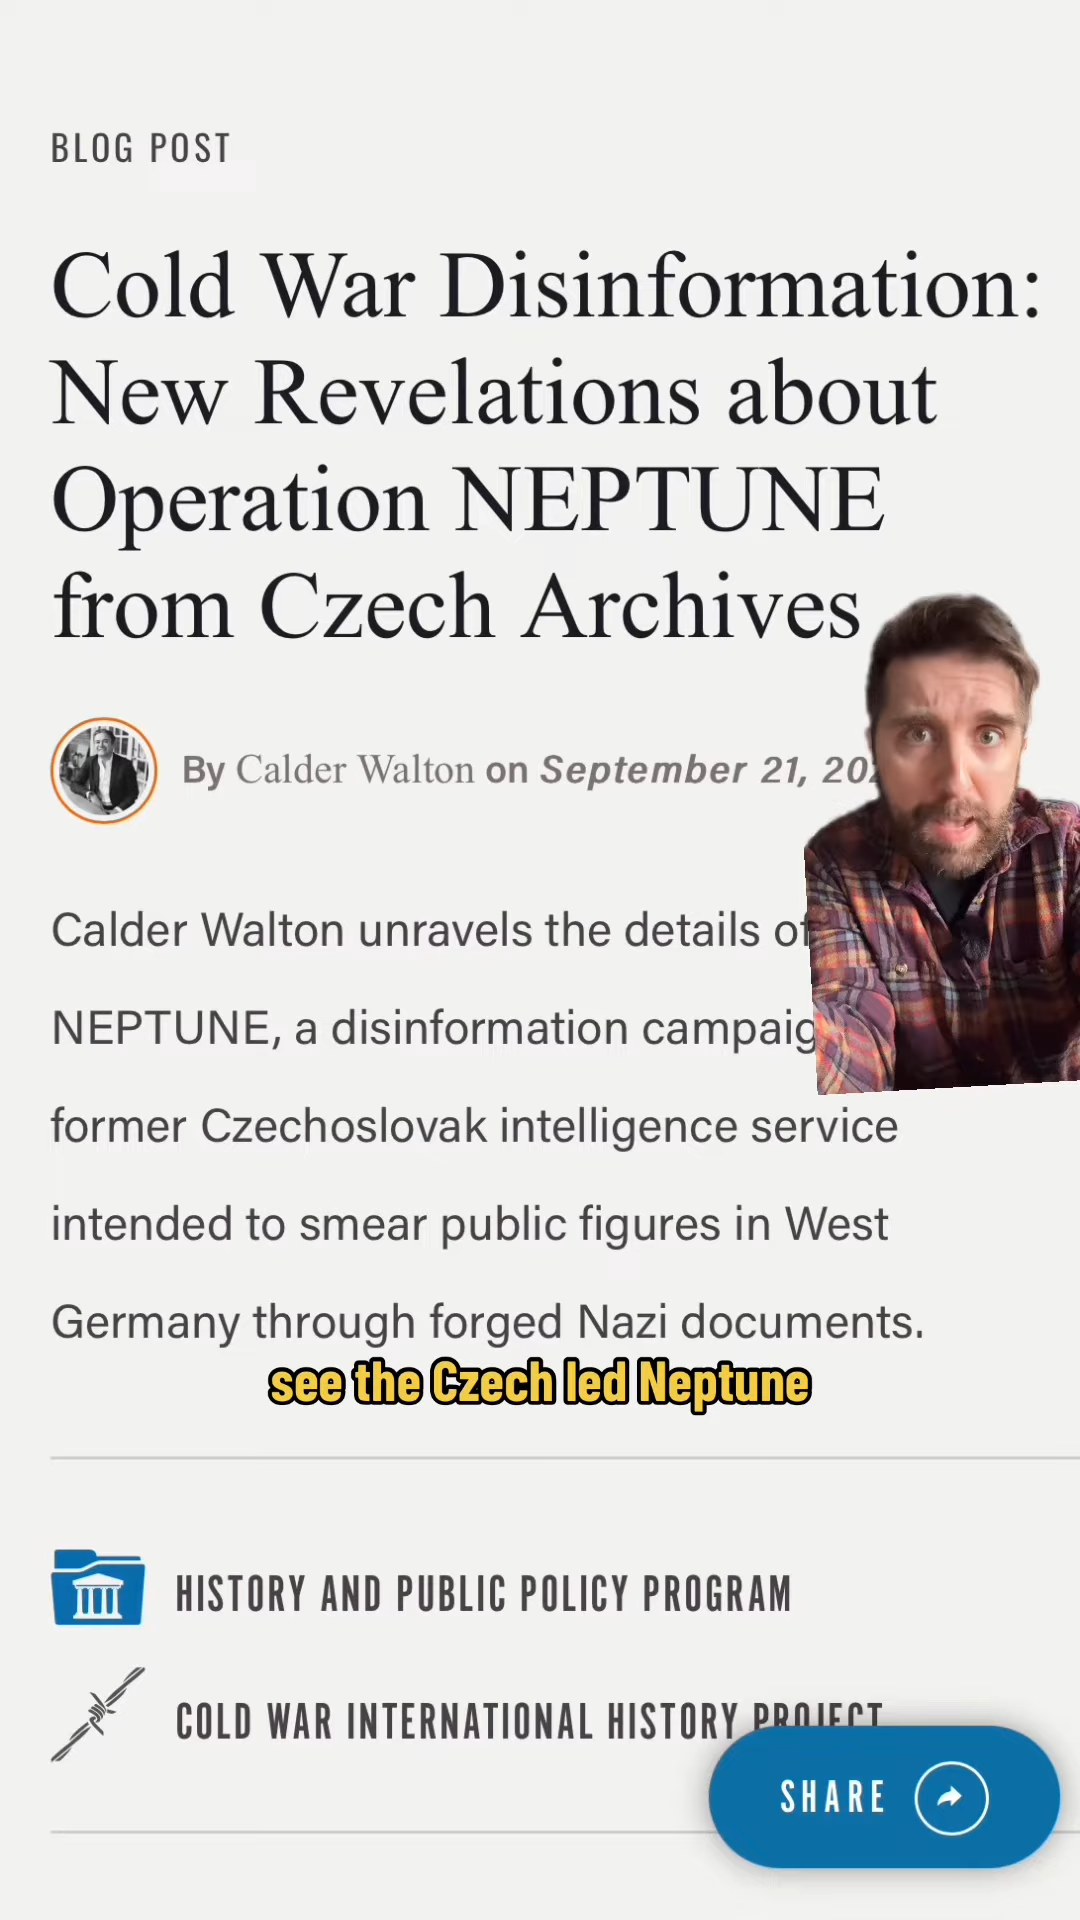 BLOG POST
Cold War Disinformation:
New Revelations about
Operation NEPTUNE
from Czech Archives
By Calder Walton on September 21, 20
Calder Walton unravels the details of
NEPTUNE, a disinformation campaig
former Czechoslovak intelligence service
intended to smear public figures in West
Germany through forged Nazi documents.
see the Czech led Neptune
HISTORY AND PUBLIC POLICY PROGRAM
COLD WAR INTERNATIONAL HISTORY PROJECT
SHARE